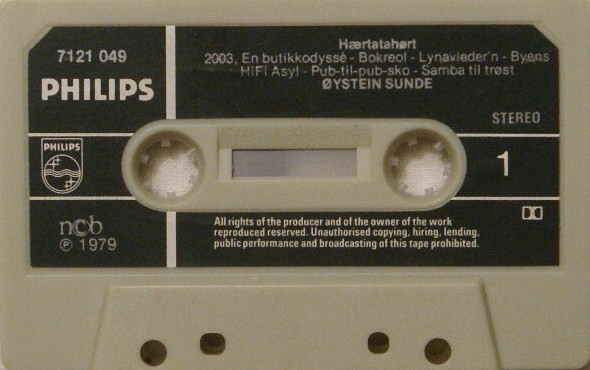 7121 049
PHILIPS
Hærtatahørt
2003, En butikkodyssé - Bokreol - Lynavleder'n - Byens
HiFi Asyl - Pub-til-pub-sko - Samba til trøst
ØYSTEIN SUNDE
STEREO
PHILIPS
1
ncb
℗ 1979
All rights of the producer and of the owner of the work
reproduced reserved. Unauthorised copying, hiring, lending,
public performance and broadcasting of this tape prohibited.